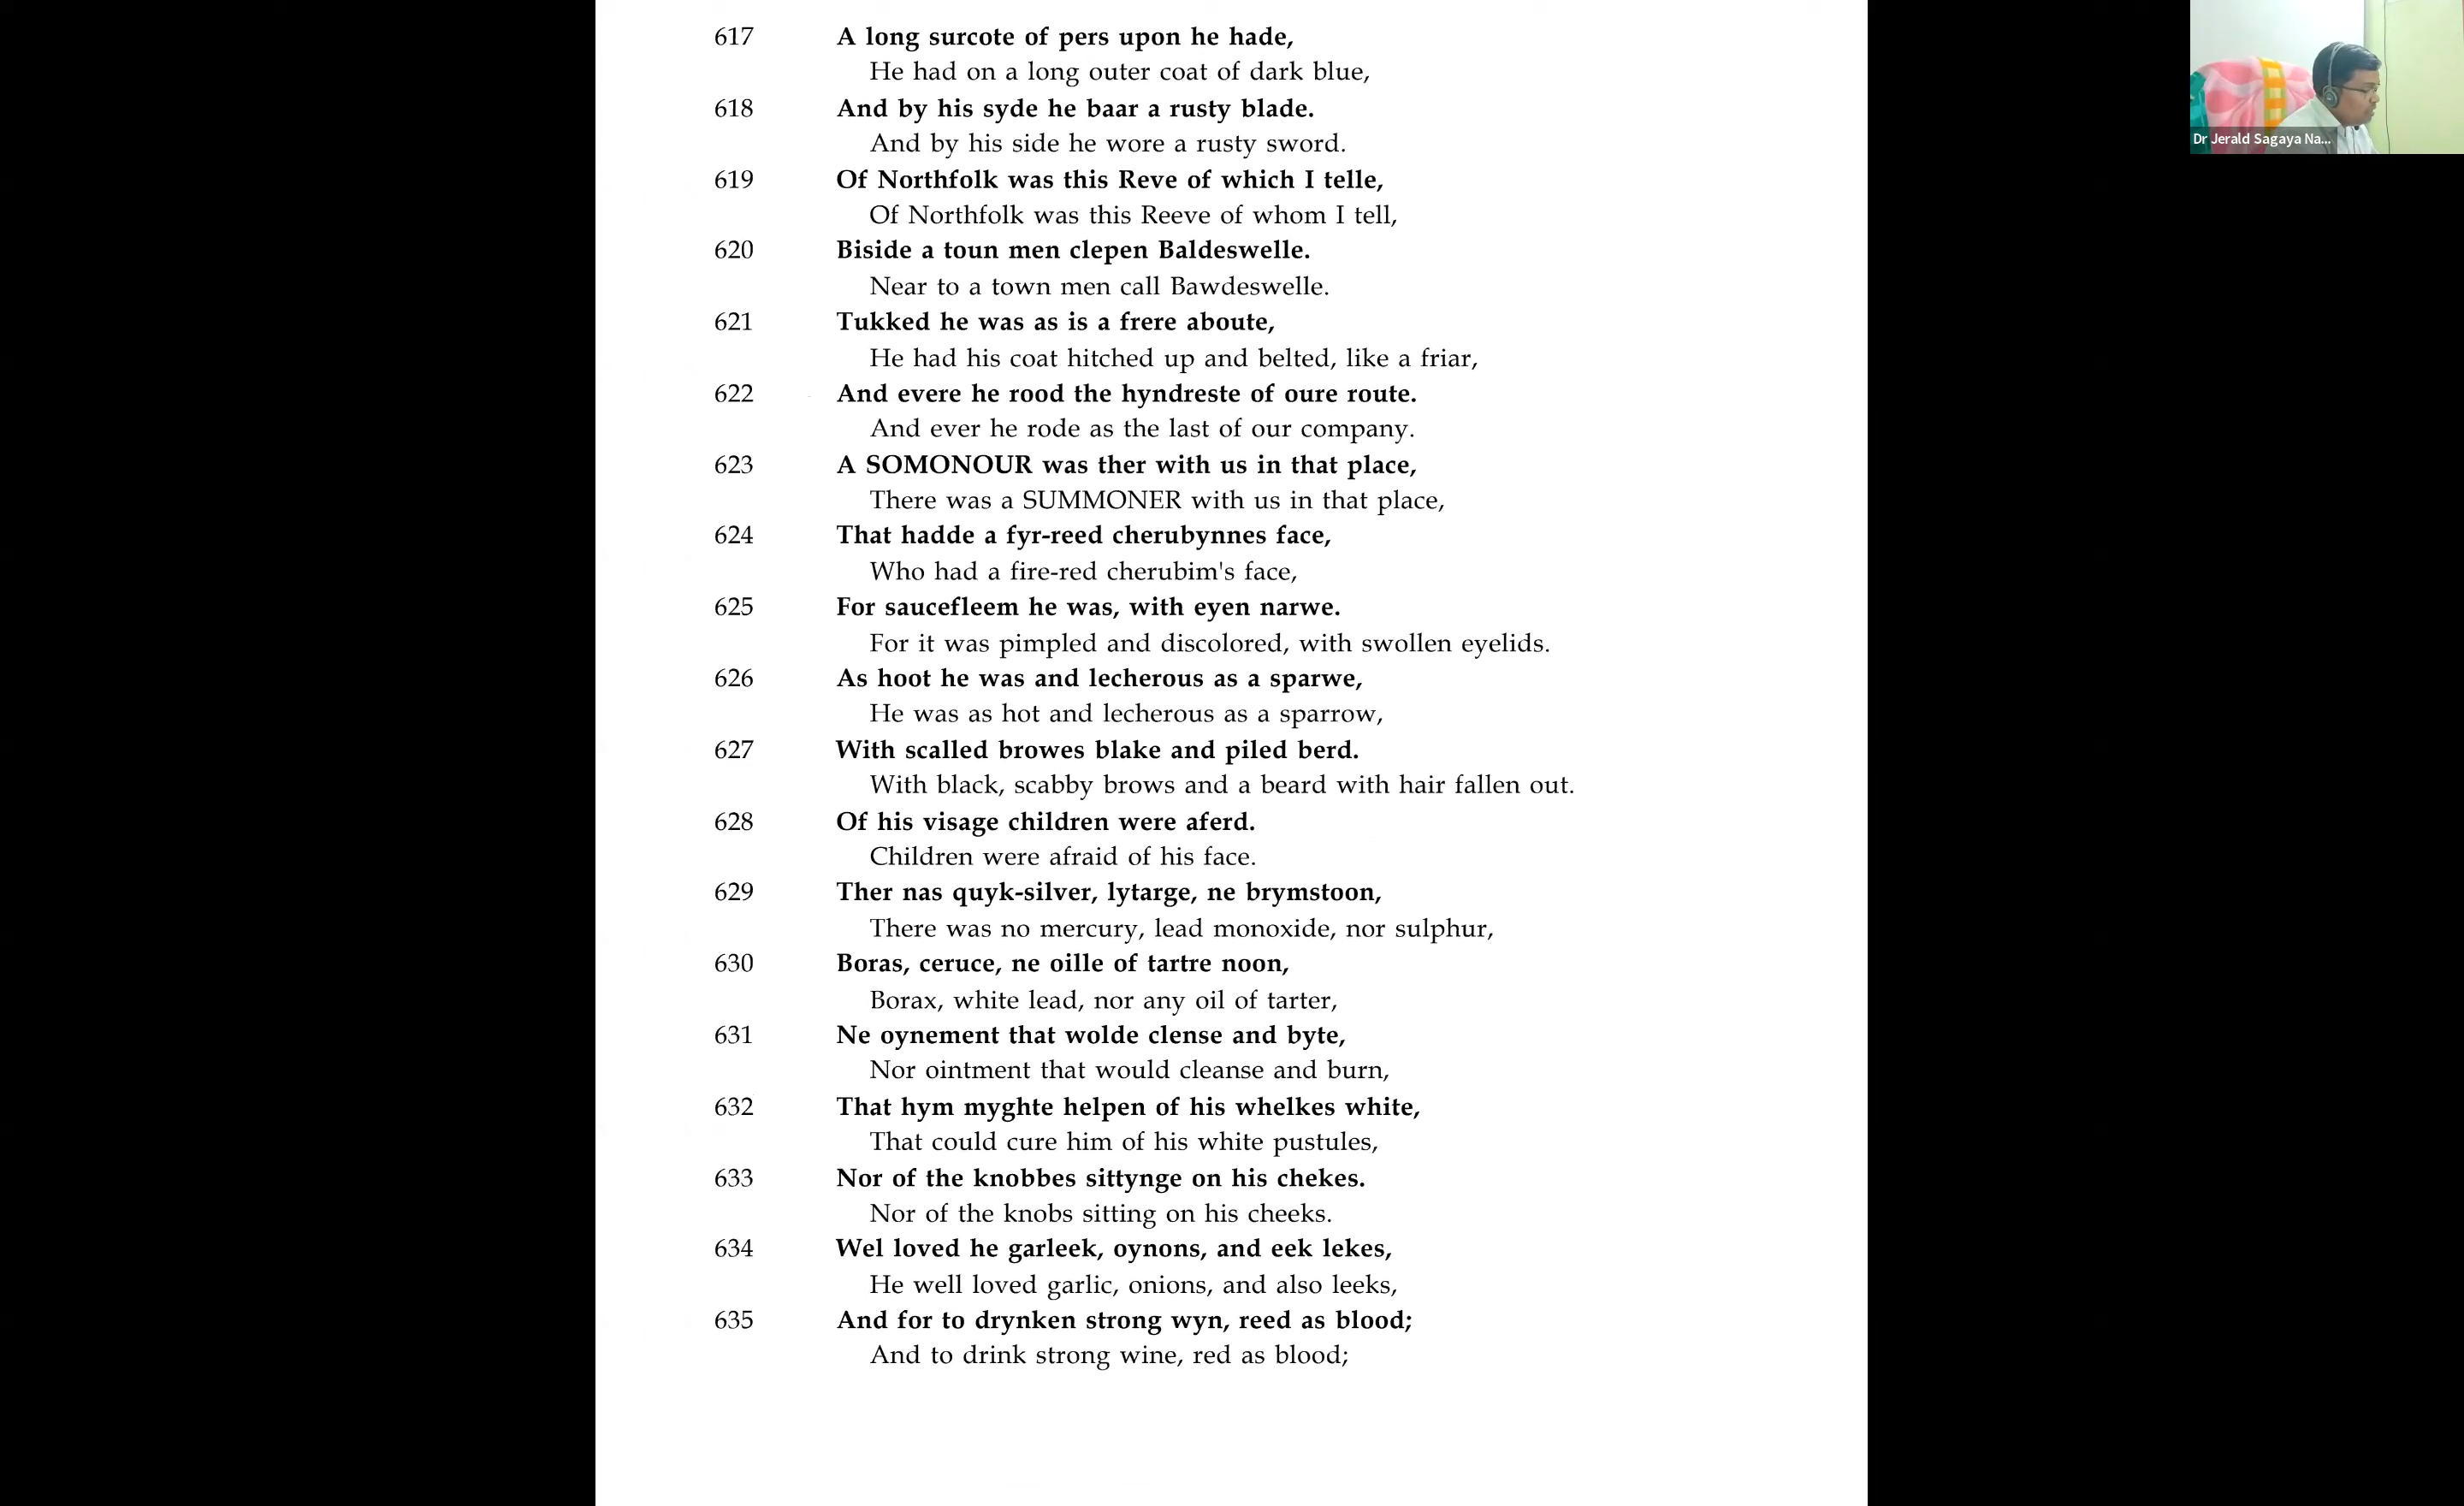 617 A long surcote of pers upon he hade,
He had on a long outer coat of dark blue,
618 And by his syde he baar a rusty blade.
And by his side he wore a rusty sword.
619 Of Northfolk was this Reve of which I telle,
Of Northfolk was this Reeve of whom I tell,
620 Biside a toun men clepen Baldeswelle.
Near to a town men call Bawdeswelle.
621 Tukked he was as is a frere aboute,
He had his coat hitched up and belted, like a friar,
622 And evere he rood the hyndreste of oure route.
And ever he rode as the last of our company.
623 A SOMONOUR was ther with us in that place,
There was a SUMMONER with us in that place,
624 That hadde a fyr-reed cherubynnes face,
Who had a fire-red cherubim's face,
625 For saucefleem he was, with eyen narwe.
For it was pimpled and discolored, with swollen eyelids.
626 As hoot he was and lecherous as a sparwe,
He was as hot and lecherous as a sparrow,
627 With scalled browes blake and piled berd.
With black, scabby brows and a beard with hair fallen out.
628 Of his visage children were aferd.
Children were afraid of his face.
629 Ther nas quyk-silver, lytarge, ne brymstoon,
There was no mercury, lead monoxide, nor sulphur,
630 Boras, ceruce, ne oille of tartre noon,
Borax, white lead, nor any oil of tarter,
631 Ne oynement that wolde clense and byte,
Nor ointment that would cleanse and burn,
632 That hym myghte helpen of his whelkes white,
That could cure him of his white pustules,
633 Nor of the knobbes sittynge on his chekes.
Nor of the knobs sitting on his cheeks.
634 Wel loved he garleek, oynons, and eek lekes,
He well loved garlic, onions, and also leeks,
635 And for to drynken strong wyn, reed as blood;
And to drink strong wine, red as blood;
Dr Jerald Sagaya Na...